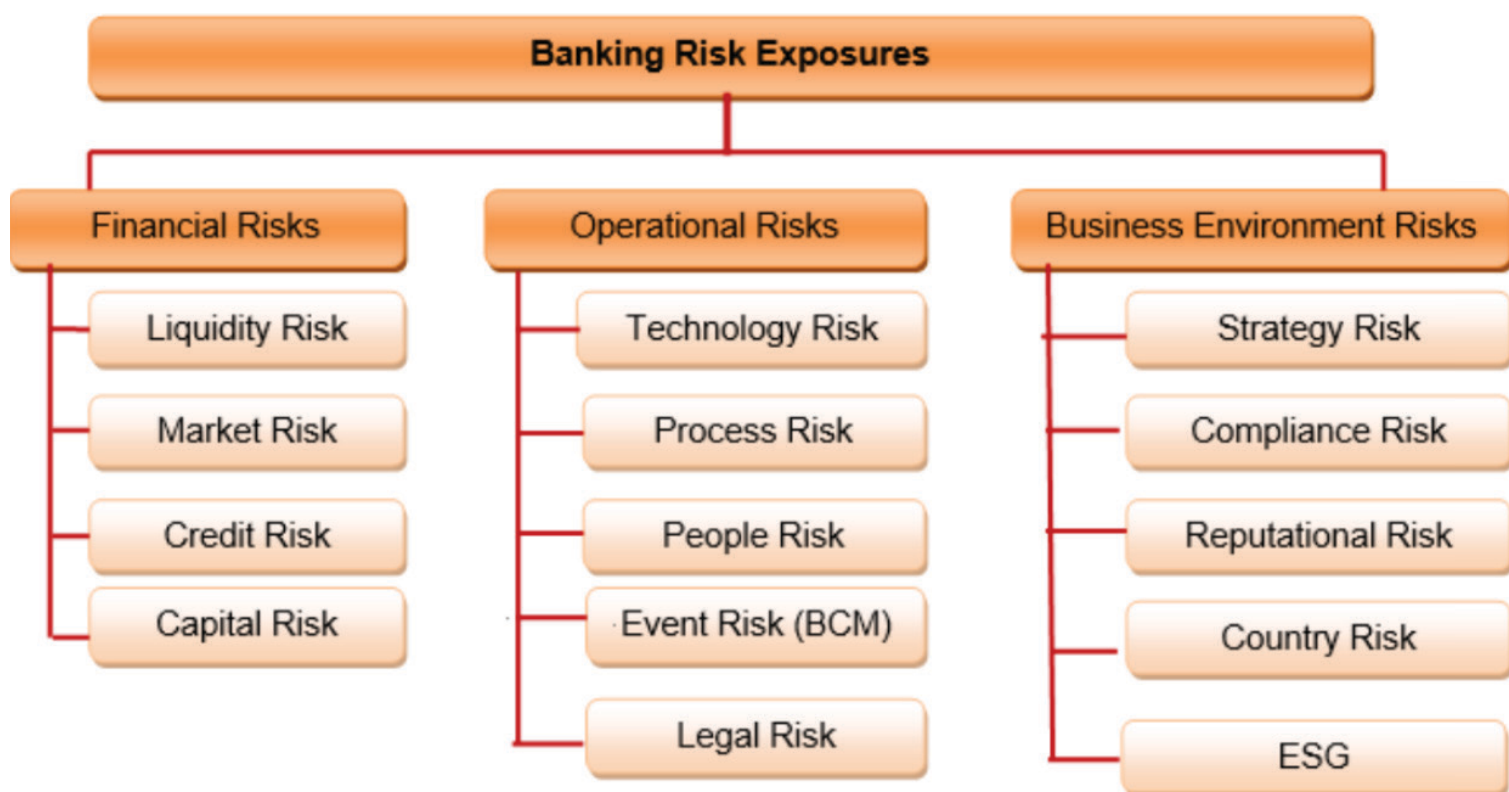 Banking Risk Exposures
Financial Risks
Liquidity Risk
Market Risk
Credit Risk
Capital Risk
Operational Risks
Technology Risk
Process Risk
People Risk
Event Risk (BCM)
Legal Risk
Business Environment Risks
Strategy Risk
Compliance Risk
Reputational Risk
Country Risk
ESG